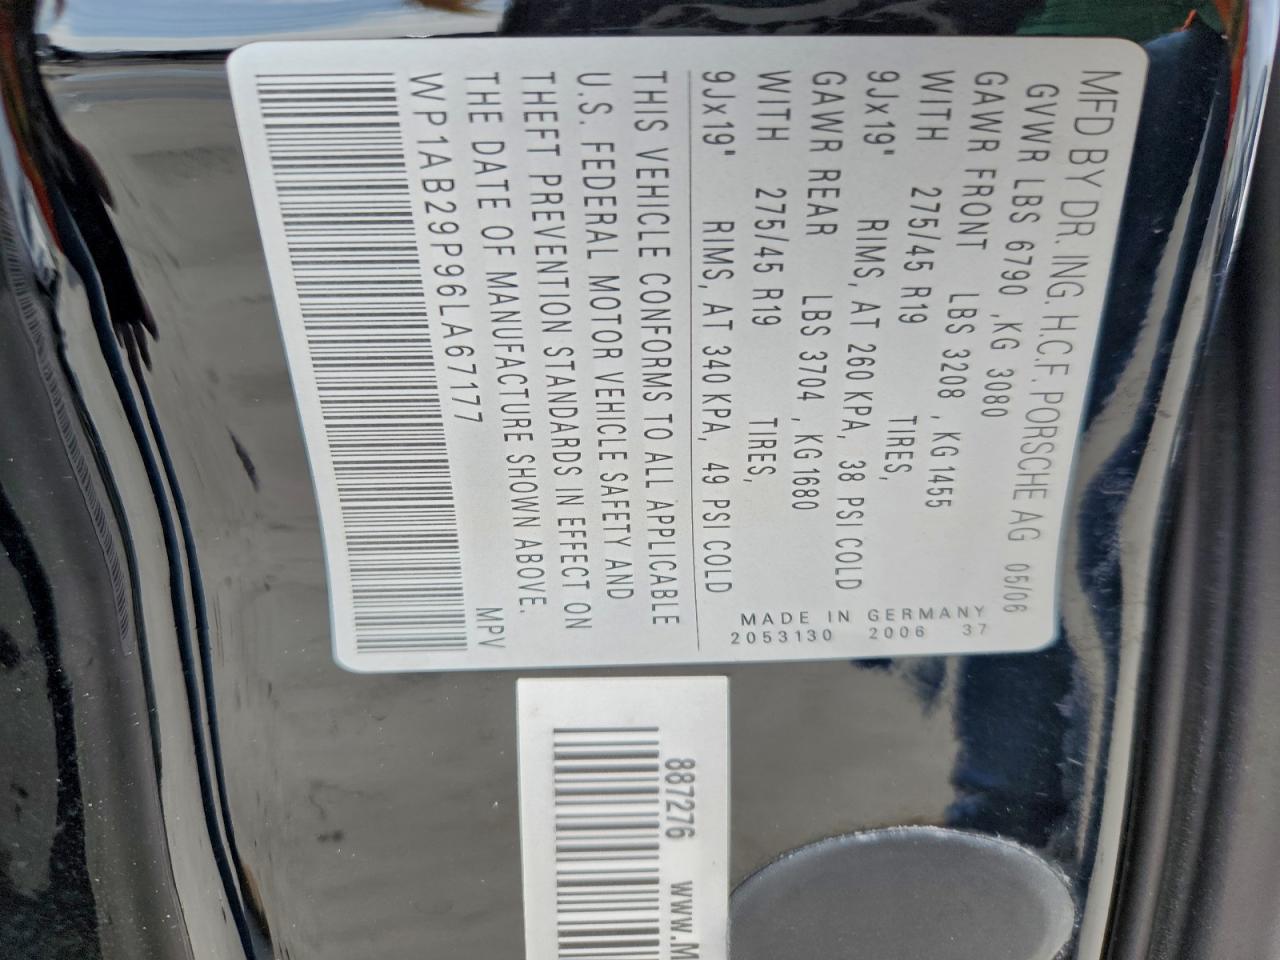 MFD BY DR. ING. H.C.F. PORSCHE AG 05/06
GVWR LBS 6790 ,KG 3080
GAWR FRONT LBS 3208 , KG 1455
WITH 275/45 R19 TIRES,
9Jx19" RIMS, AT 260 KPA, 38 PSI COLD
GAWR REAR LBS 3704 , KG 1680
WITH 275/45 R19 TIRES,
9Jx19" RIMS, AT 340 KPA, 49 PSI COLD
MADE IN GERMANY
2053130 2006 37
THIS VEHICLE CONFORMS TO ALL APPLICABLE
U.S. FEDERAL MOTOR VEHICLE SAFETY AND
THEFT PREVENTION STANDARDS IN EFFECT ON
THE DATE OF MANUFACTURE SHOWN ABOVE.
WP1AB29P96LA67177 MPV
887276 WWW.M